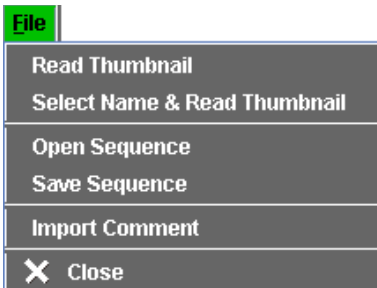 File
Read Thumbnail
Select Name & Read Thumbnail
Open Sequence
Save Sequence
Import Comment
Close